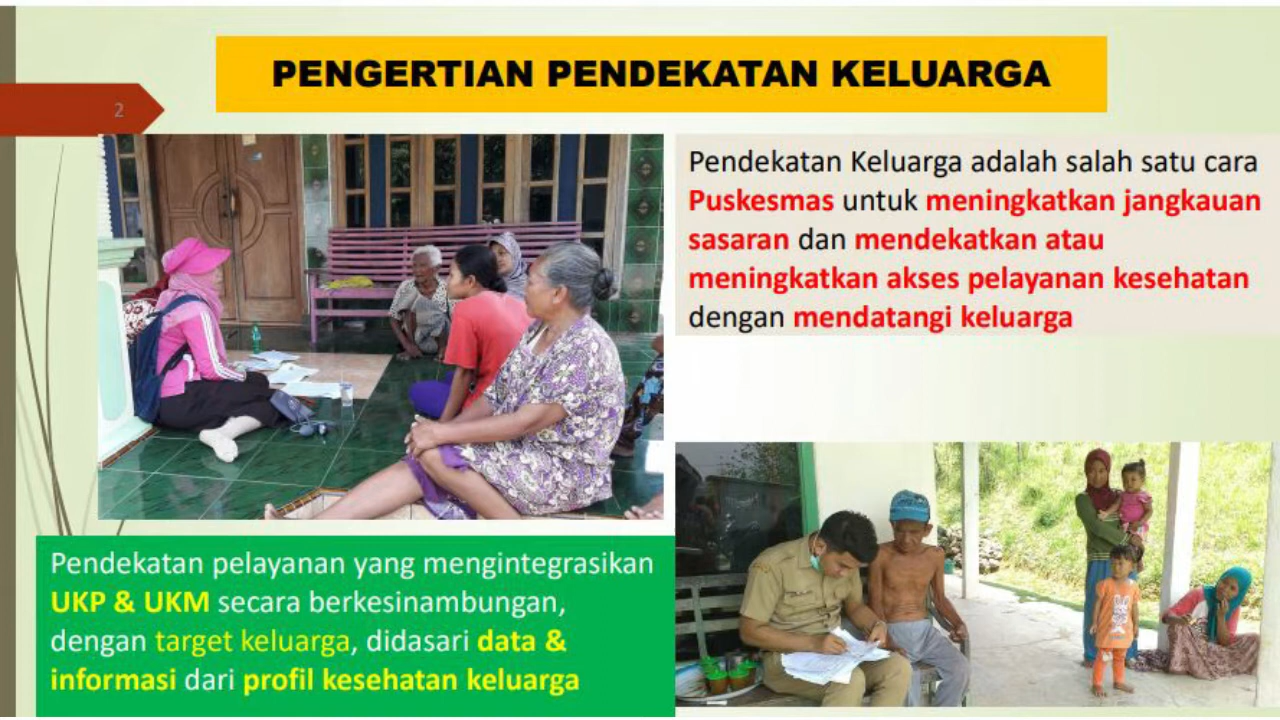 PENGERTIAN PENDEKATAN KELUARGA
2
Pendekatan Keluarga adalah salah satu cara
Puskesmas untuk meningkatkan jangkauan
sasaran dan mendekatkan atau
meningkatkan akses pelayanan kesehatan
dengan mendatangi keluarga
Pendekatan pelayanan yang mengintegrasikan
UKP & UKM secara berkesinambungan,
dengan target keluarga, didasari data &
informasi dari profil kesehatan keluarga